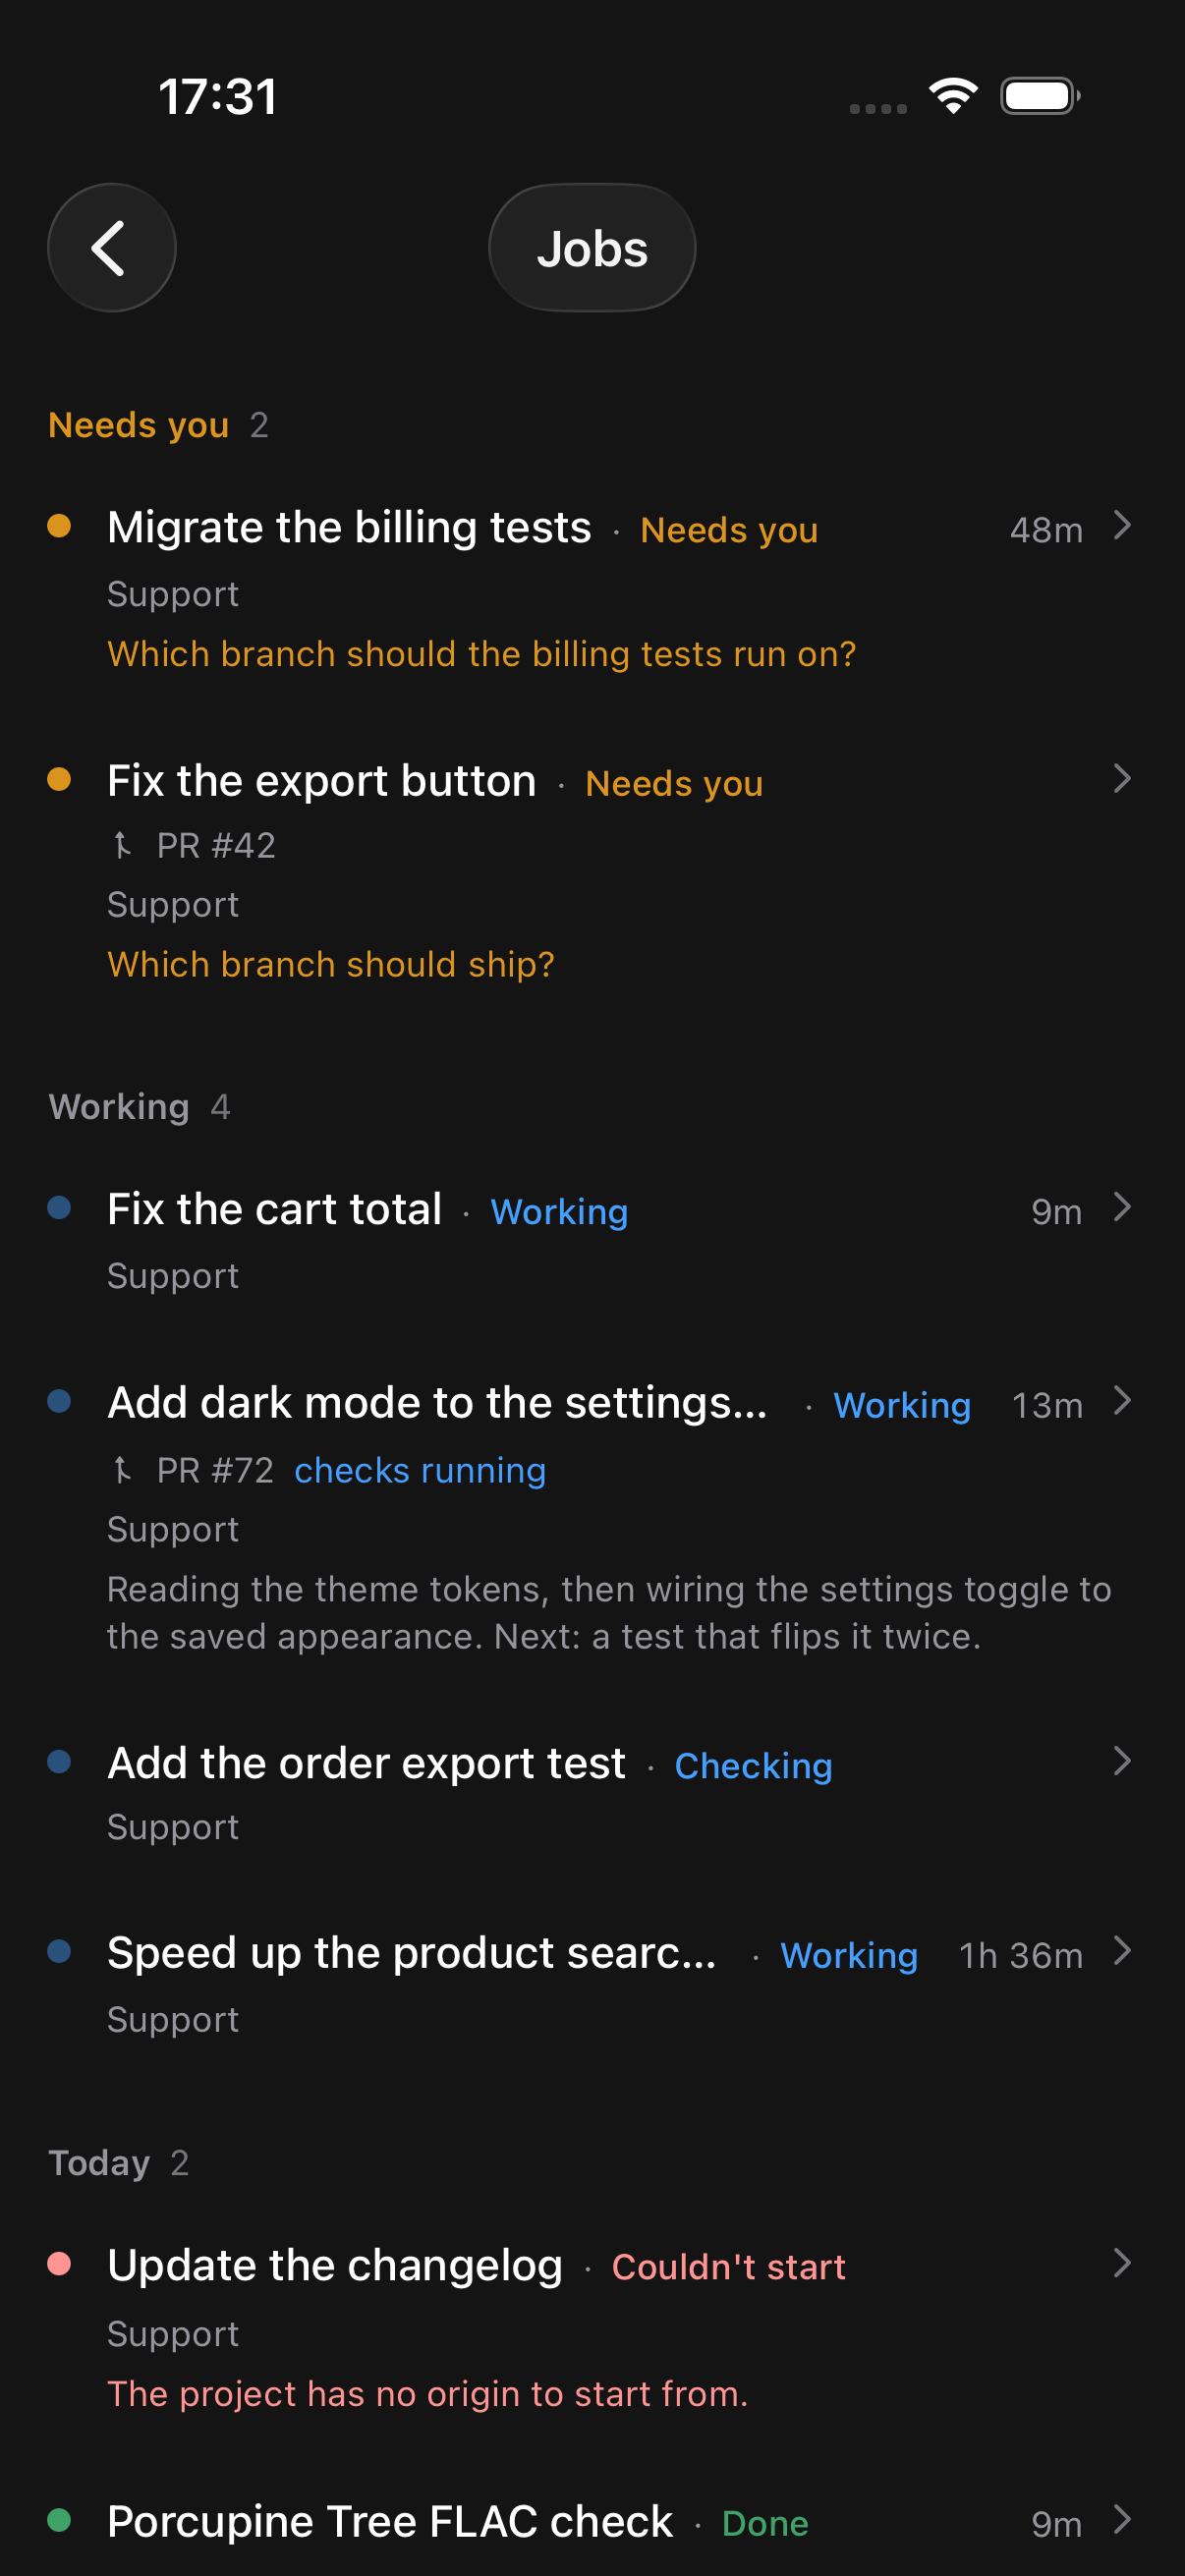 17:31
Jobs
Needs you 2
Migrate the billing tests · Needs you 48m
Support
Which branch should the billing tests run on?
Fix the export button · Needs you
PR #42
Support
Which branch should ship?
Working 4
Fix the cart total · Working 9m
Support
Add dark mode to the settings... · Working 13m
PR #72 checks running
Support
Reading the theme tokens, then wiring the settings toggle to
the saved appearance. Next: a test that flips it twice.
Add the order export test · Checking
Support
Speed up the product searc... · Working 1h 36m
Support
Today 2
Update the changelog · Couldn't start
Support
The project has no origin to start from.
Porcupine Tree FLAC check · Done 9m